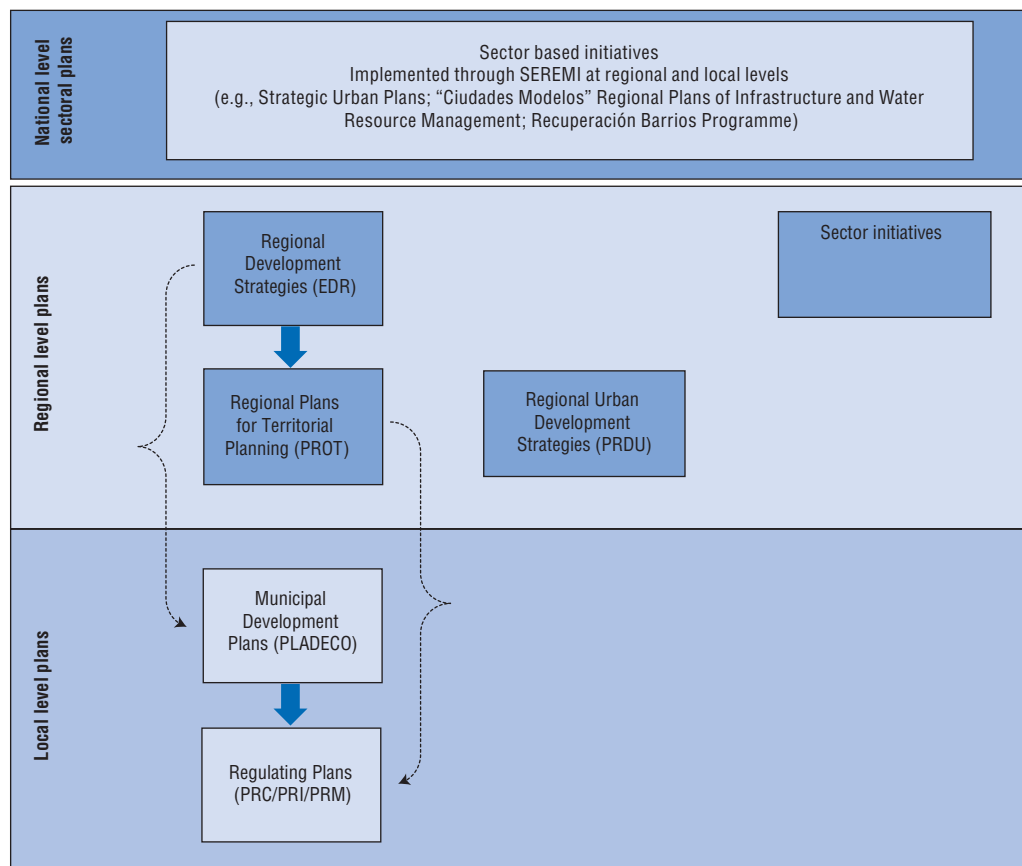 National level
sectoral plans
Sector based initiatives
Implemented through SEREMI at regional and local levels
(e.g., Strategic Urban Plans; “Ciudades Modelos” Regional Plans of Infrastructure and Water
Resource Management; Recuperación Barrios Programme)
Regional level plans
Regional
Development
Strategies (EDR)
Sector initiatives
Regional Plans
for Territorial
Planning (PROT)
Regional Urban
Development
Strategies (PRDU)
Local level plans
Municipal
Development
Plans (PLADECO)
Regulating Plans
(PRC/PRI/PRM)